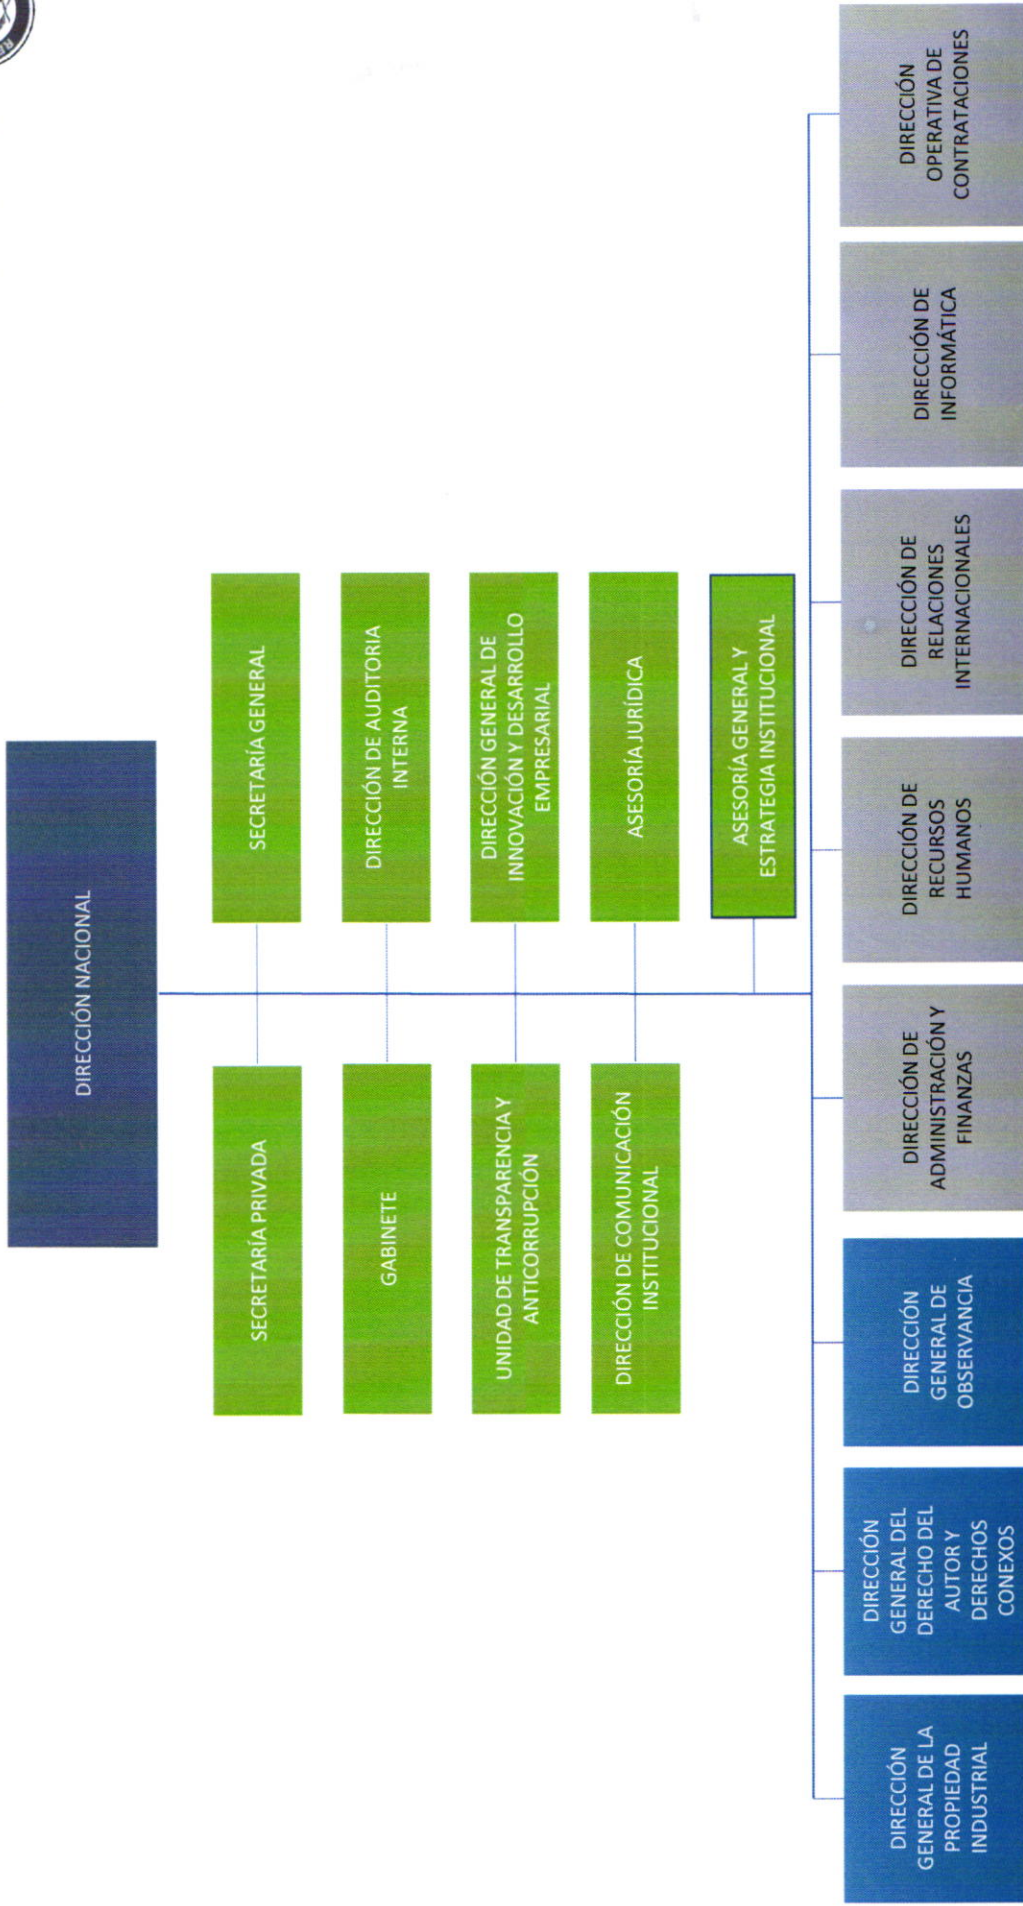 DIRECCIÓN NACIONAL
SECRETARÍA PRIVADA
SECRETARÍA GENERAL
GABINETE
DIRECCIÓN DE AUDITORIA
INTERNA
UNIDAD DE TRANSPARENCIA Y
ANTICORRUPCIÓN
DIRECCIÓN GENERAL DE
INNOVACIÓN Y DESARROLLO
EMPRESARIAL
DIRECCIÓN DE COMUNICACIÓN
INSTITUCIONAL
ASESORÍA JURÍDICA
ASESORÍA GENERAL Y
ESTRATEGIA INSTITUCIONAL
DIRECCIÓN
GENERAL DE LA
PROPIEDAD
INDUSTRIAL
DIRECCIÓN
GENERAL DEL
DERECHO DEL
AUTOR Y
DERECHOS
CONEXOS
DIRECCIÓN
GENERAL DE
OBSERVANCIA
DIRECCIÓN DE
ADMINISTRACIÓN Y
FINANZAS
DIRECCIÓN DE
RECURSOS
HUMANOS
DIRECCIÓN DE
RELACIONES
INTERNACIONALES
DIRECCIÓN DE
INFORMÁTICA
DIRECCIÓN
OPERATIVA DE
CONTRATACIONES